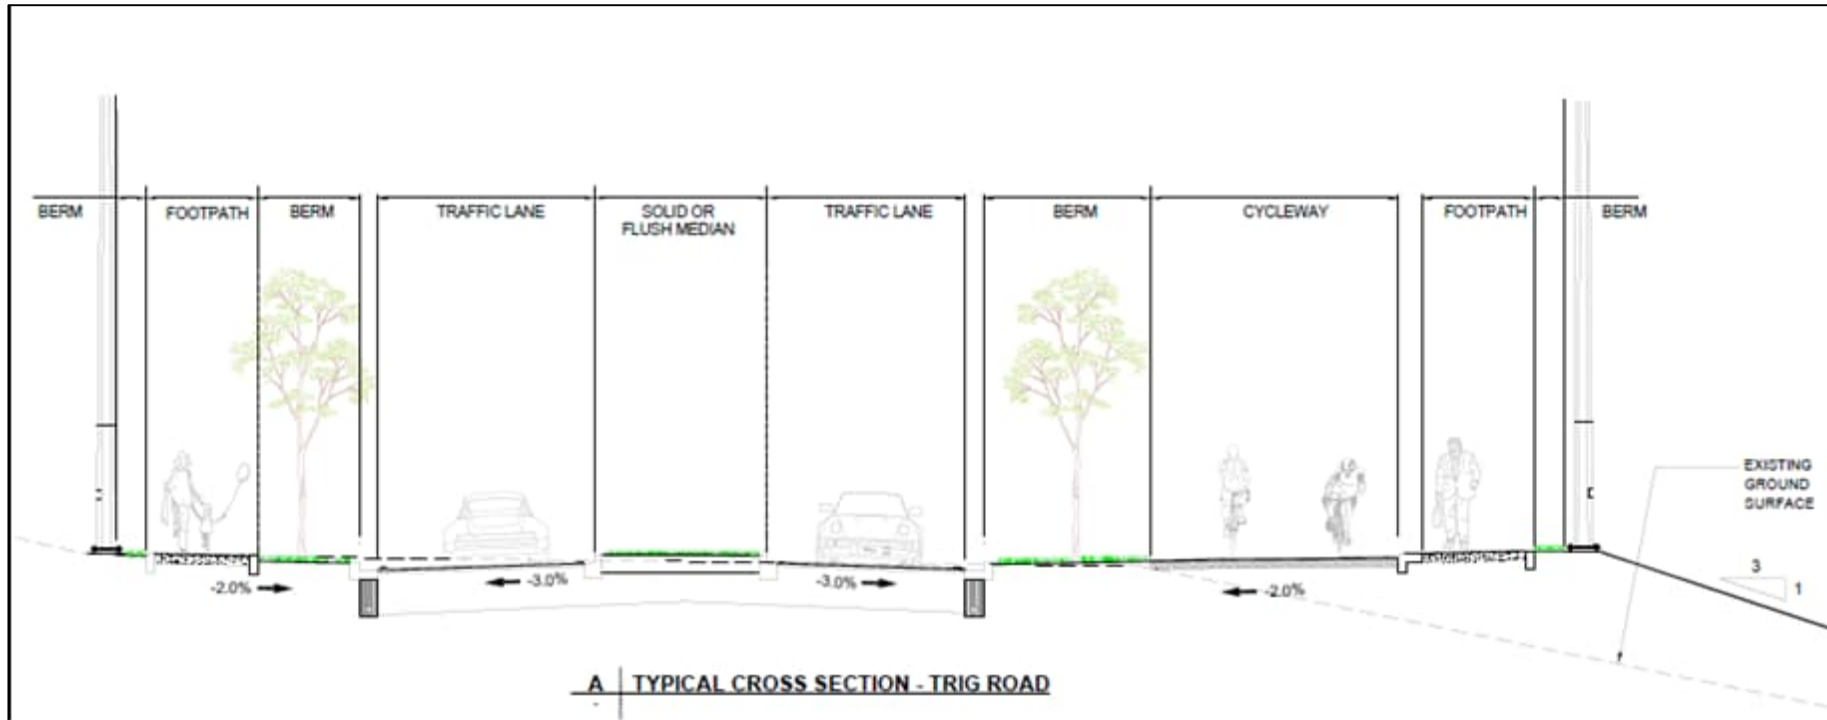 BERM
FOOTPATH
BERM
TRAFFIC LANE
SOLID OR
FLUSH MEDIAN
TRAFFIC LANE
BERM
CYCLEWAY
FOOTPATH
BERM
EXISTING
GROUND
SURFACE
-2.0%
-3.0%
-3.0%
-2.0%
3
1
A TYPICAL CROSS SECTION - TRIG ROAD
-